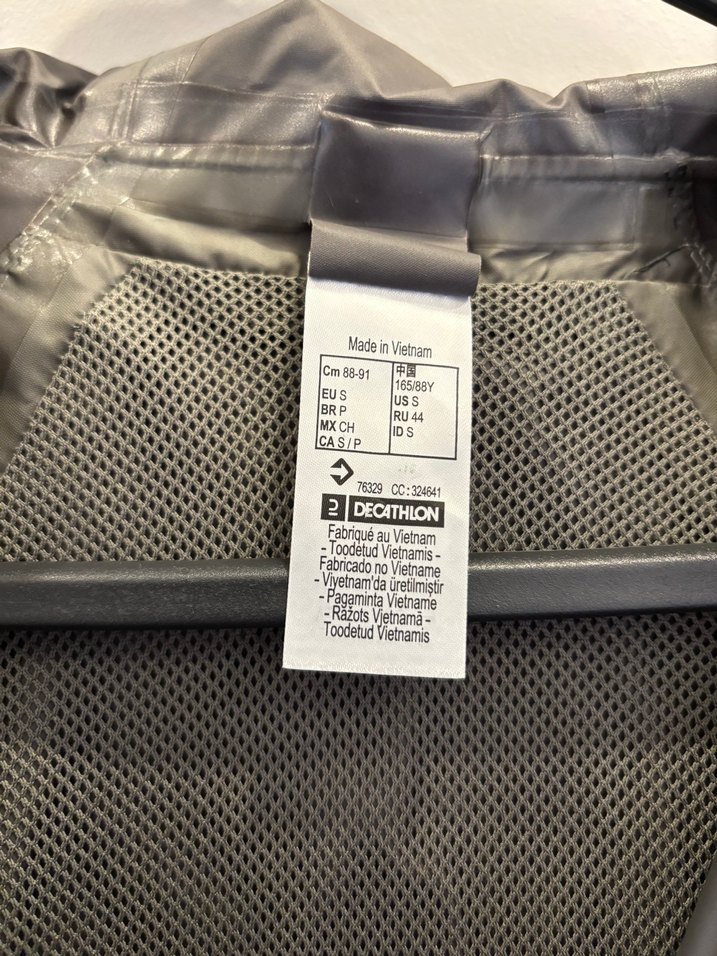 Made in Vietnam
Cm 88-91
EU S
BR P
MX CH
CA S / P
中国
165/88Y
US S
RU 44
ID S
76329 CC : 324641
DECATHLON
Fabriqué au Vietnam
- Toodetud Vietnamis -
Fabricado no Vietname
- Viyetnam'da üretilmiştir
- Pagaminta Vietname
- Ražots Vjetnamā -
Toodetud Vietnamis